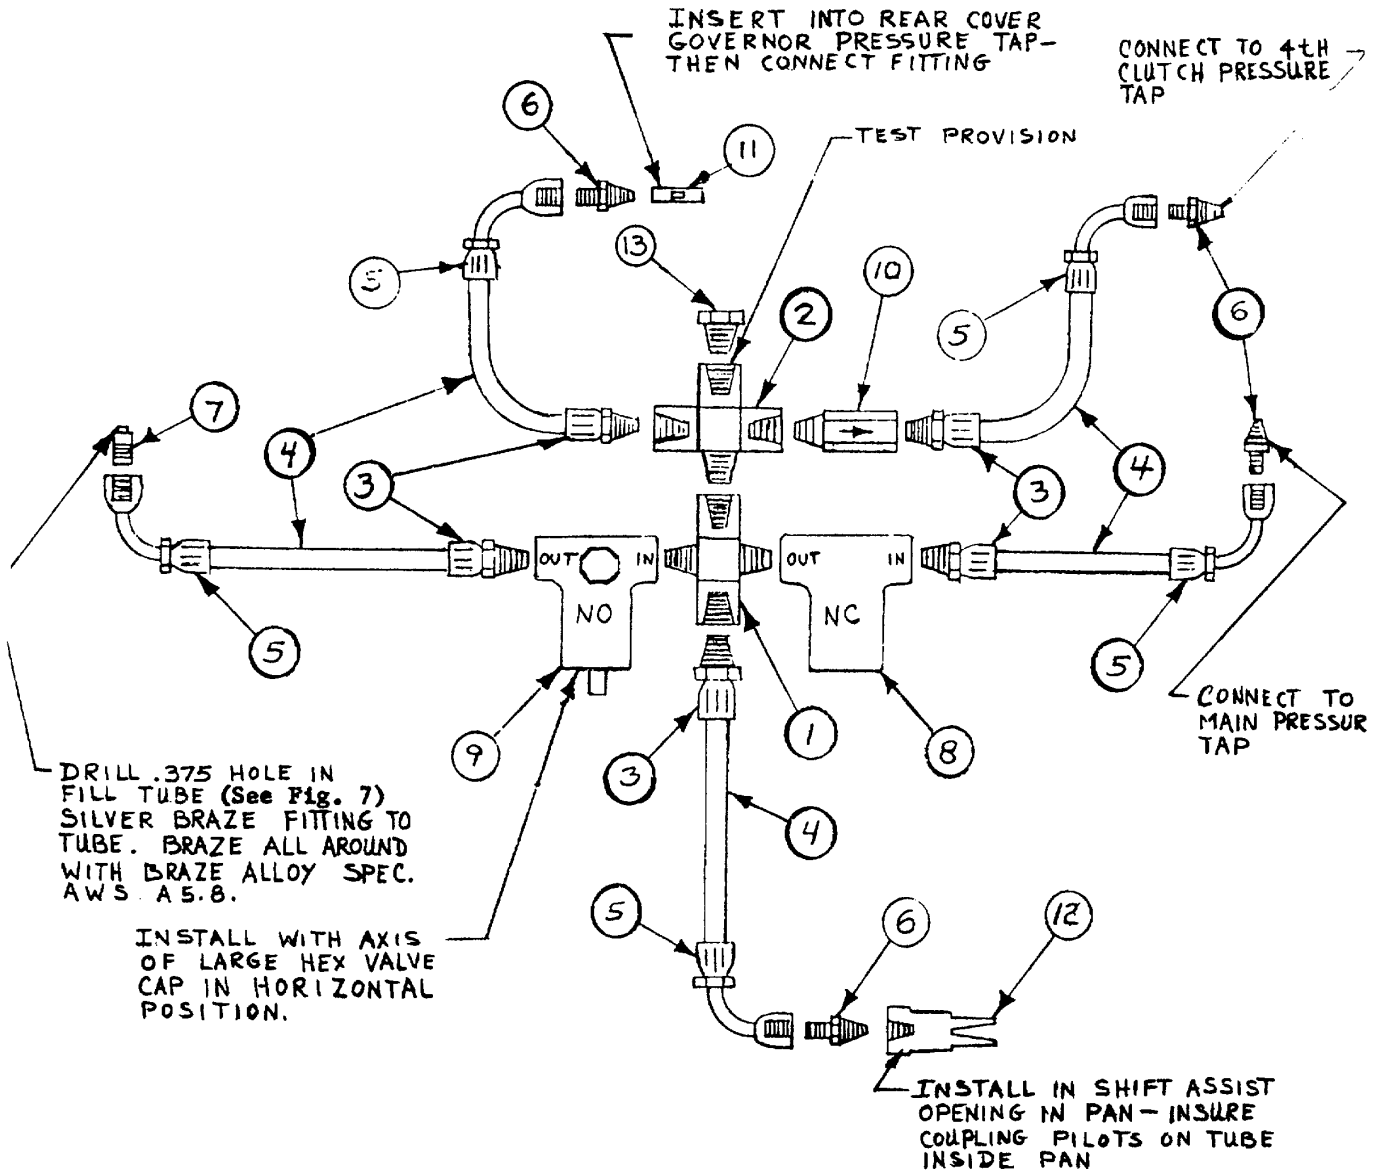 INSERT INTO REAR COVER
GOVERNOR PRESSURE TAP-
THEN CONNECT FITTING
CONNECT TO 4tH
CLUTCH PRESSURE
TAP
6
11
TEST PROVISION
5
13
10
2
5
6
7
4
3
3
4
OUT
IN
NO
OUT
IN
NC
5
5
9
3
1
8
CONNECT TO
MAIN PRESSUR
TAP
DRILL .375 HOLE IN
FILL TUBE (See Fig. 7)
SILVER BRAZE FITTING TO
TUBE. BRAZE ALL AROUND
WITH BRAZE ALLOY SPEC.
AWS A5.8.
4
INSTALL WITH AXIS
OF LARGE HEX VALVE
CAP IN HORIZONTAL
POSITION.
5
6
12
INSTALL IN SHIFT ASSIST
OPENING IN PAN-INSURE
COUPLING PILOTS ON TUBE
INSIDE PAN